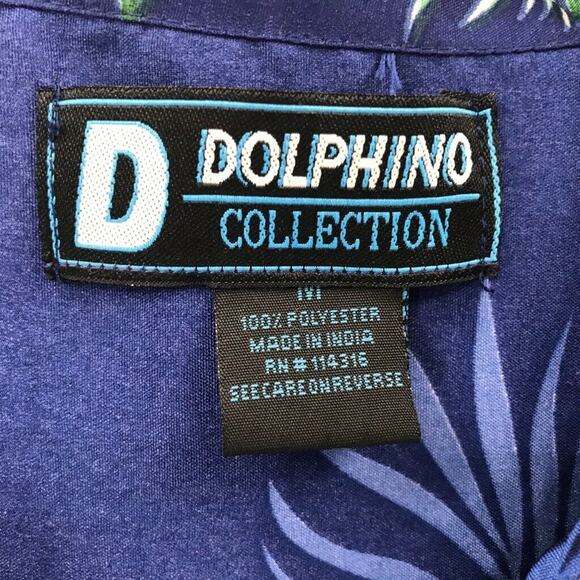 D
DOLPHINO
COLLECTION
M
100% POLYESTER
MADE IN INDIA
RN # 114316
SEE CARE ON REVERSE